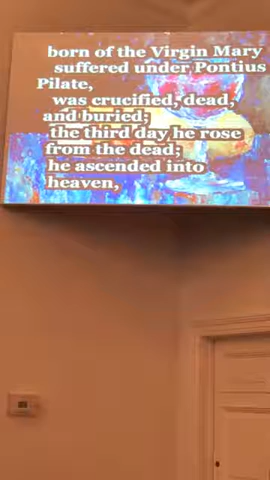 born of the Virgin Mary
suffered under Pontius
Pilate,
was crucified, dead,
and buried;
the third day he rose
from the dead;
he ascended into
heaven,